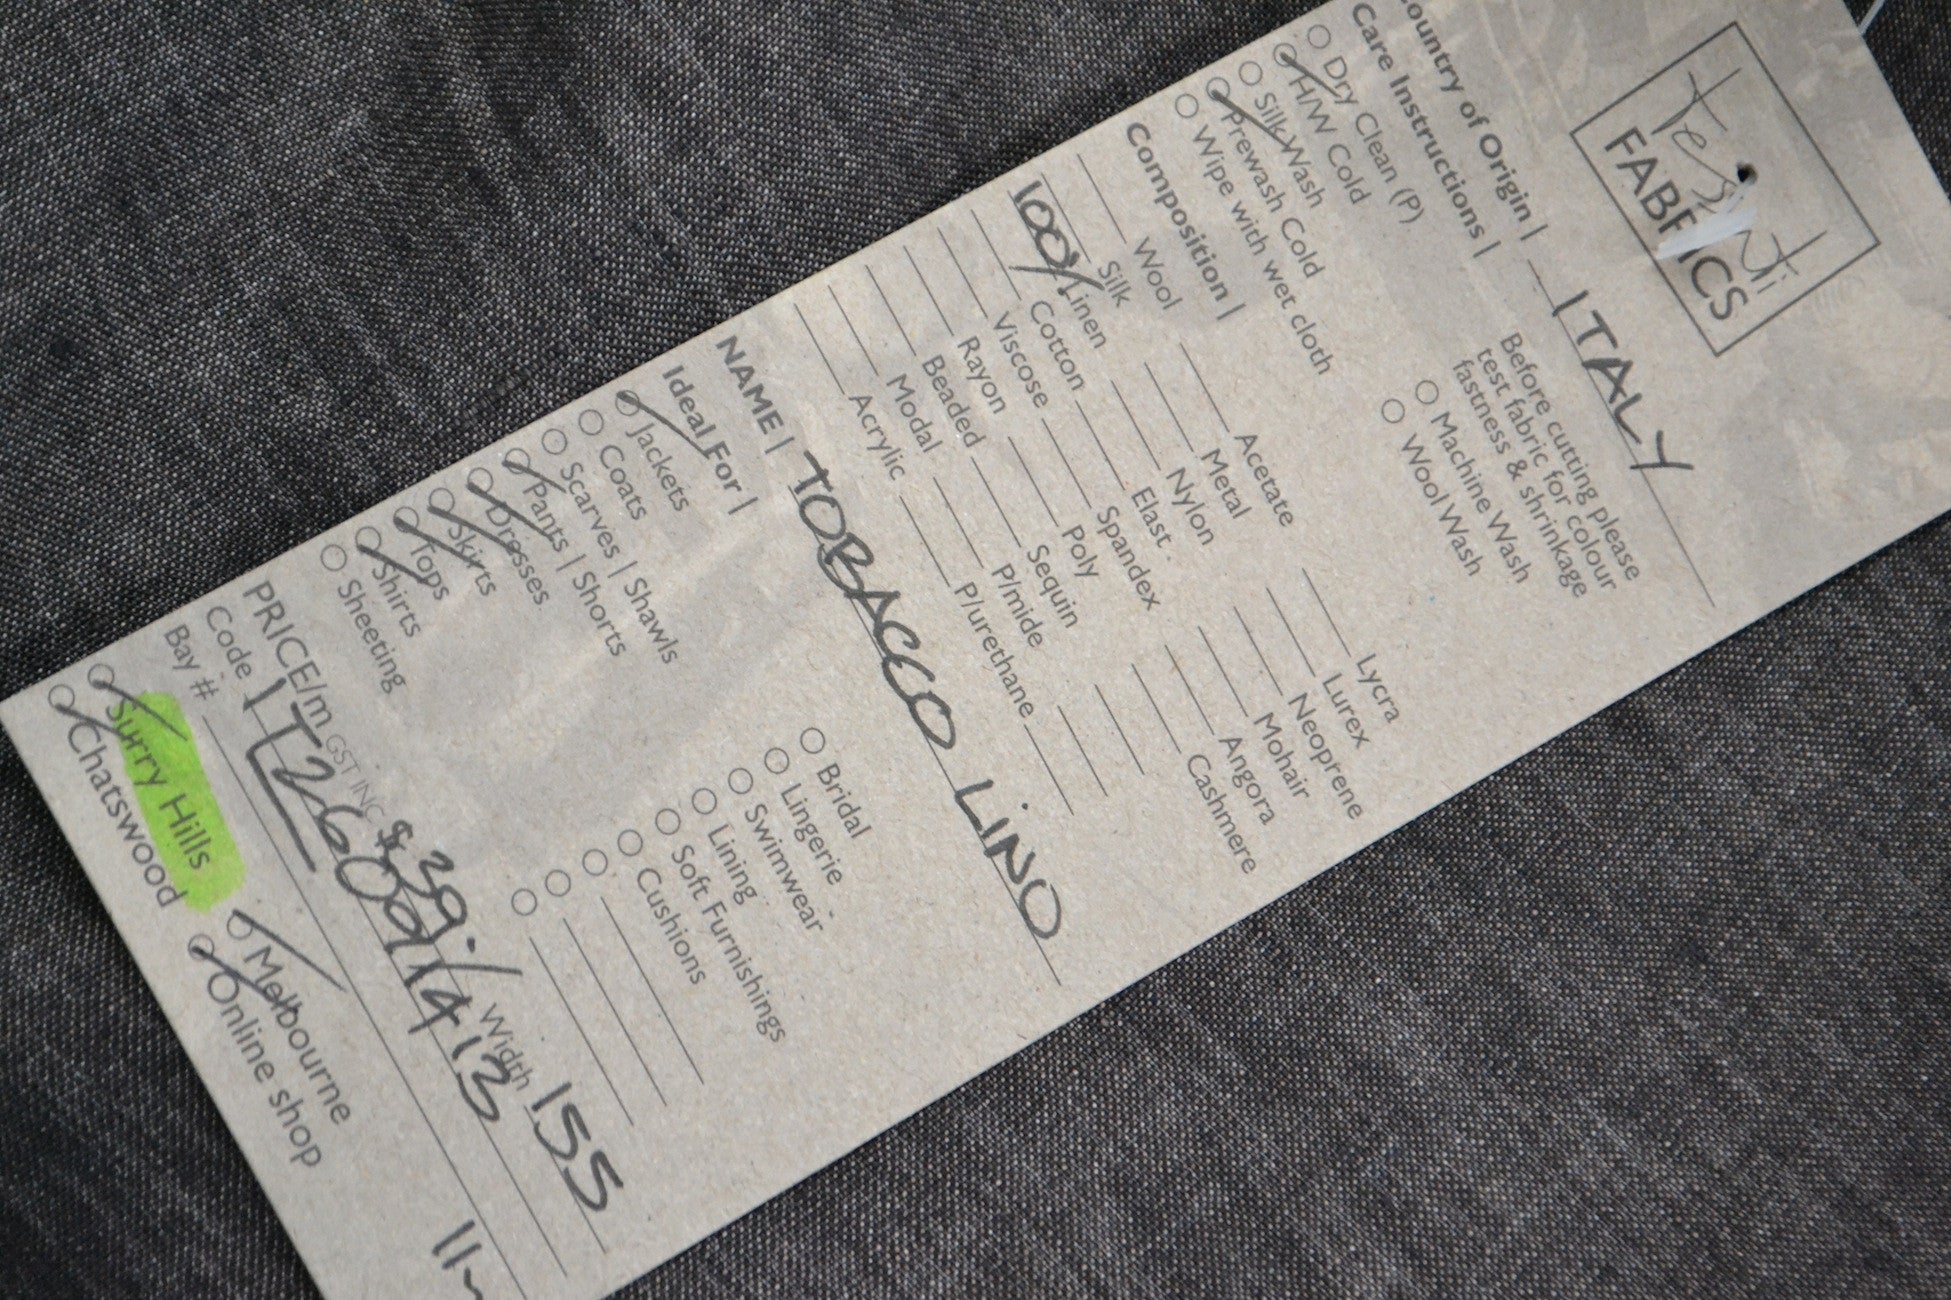 Tessuti
FABRICS
Country of Origin | ITALY
Care Instructions |
Before cutting please
test fabric for colour
fastness & shrinkage
Dry Clean (P)
H/W Cold
Silk Wash
Prewash Cold
Wipe with wet cloth
Machine Wash
Wool Wash
Composition |
Wool Acetate Lycra
Silk Metal Lurex
100% Linen Nylon Neoprene
Cotton Elast. Mohair
Viscose Spandex Angora
Rayon Poly Cashmere
Beaded Sequin
Modal P/mide
Acrylic P/urethane
NAME | TOBACCO LINO
Ideal For |
Jackets Bridal
Coats Lingerie
Scarves | Shawls Swimwear
Pants | Shorts Lining
Dresses Soft Furnishings
Skirts Cushions
Tops
Shirts
Sheeting
PRICE/m GST INC $39. Width 155
Code IT26091413
Bay #
Surry Hills Melbourne
Chatswood Online shop